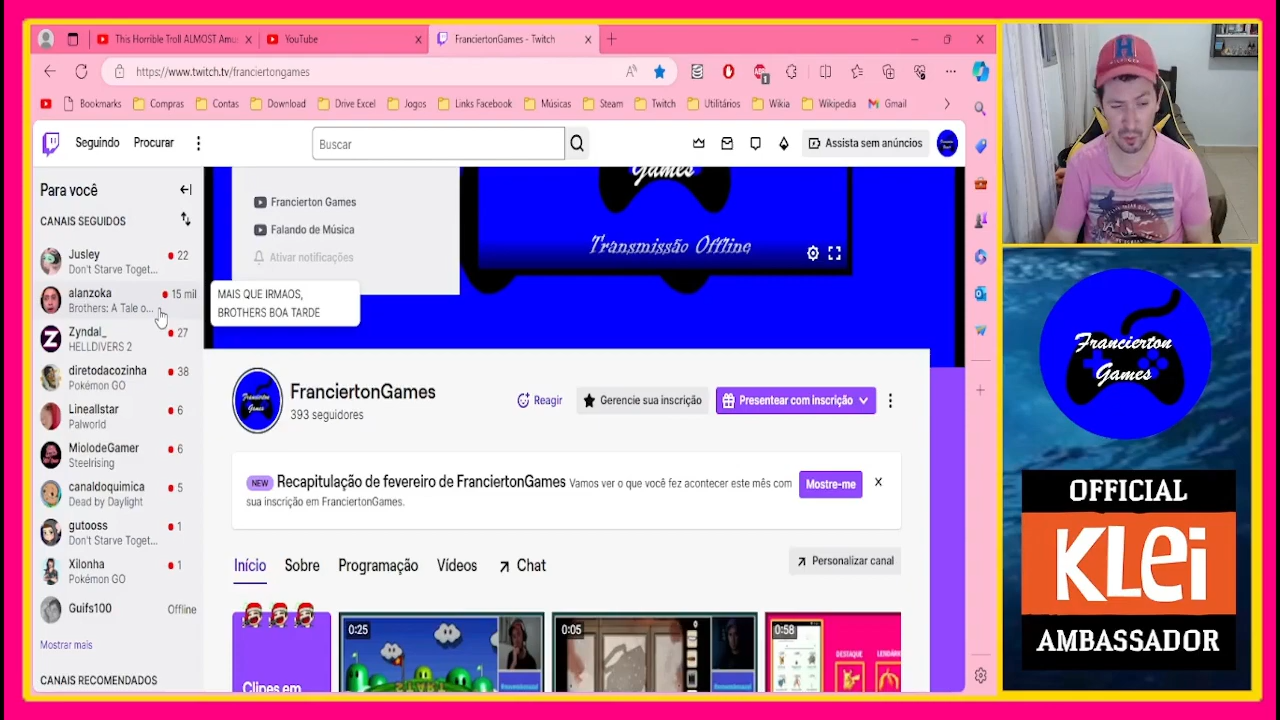 This Horrible Troll ALMOST Amu
YouTube
FranciertonGames - Twitch
https://www.twitch.tv/franciertongames
1
Bookmarks
Compras
Contas
Download
Drive Excel
Jogos
Links Facebook
Músicas
Steam
Twitch
Utilitários
Wikia
Wikipedia
Gmail
Seguindo
Procurar
Buscar
Assista sem anúncios
Para você
CANAIS SEGUIDOS
Jusley
22
Don't Starve Toget...
alanzoka
15 mil
Brothers: A Tale o...
Zyndal_
27
HELLDIVERS 2
diretodacozinha
38
Pokémon GO
Lineallstar
6
Palworld
MiolodeGamer
6
Steelrising
canaldoquimica
5
Dead by Daylight
gutooss
1
Don't Starve Toget...
Xilonha
1
Pokémon GO
Guifs100
Offline
Mostrar mais
CANAIS RECOMENDADOS
MAIS QUE IRMAOS,
BROTHERS BOA TARDE
Francierton Games
Falando de Música
Ativar notificações
Games
Transmissão Offline
FranciertonGames
393 seguidores
Reagir
Gerencie sua inscrição
Presentear com inscrição
NEW
Recapitulação de fevereiro de FranciertonGames Vamos ver o que você fez acontecer este mês com
sua inscrição em FranciertonGames.
Mostre-me
Início
Sobre
Programação
Vídeos
Chat
Personalizar canal
Clipes em
0:25
0:05
0:58
DESTAQUE
Francierton
Games
OFFICIAL
KLei
AMBASSADOR